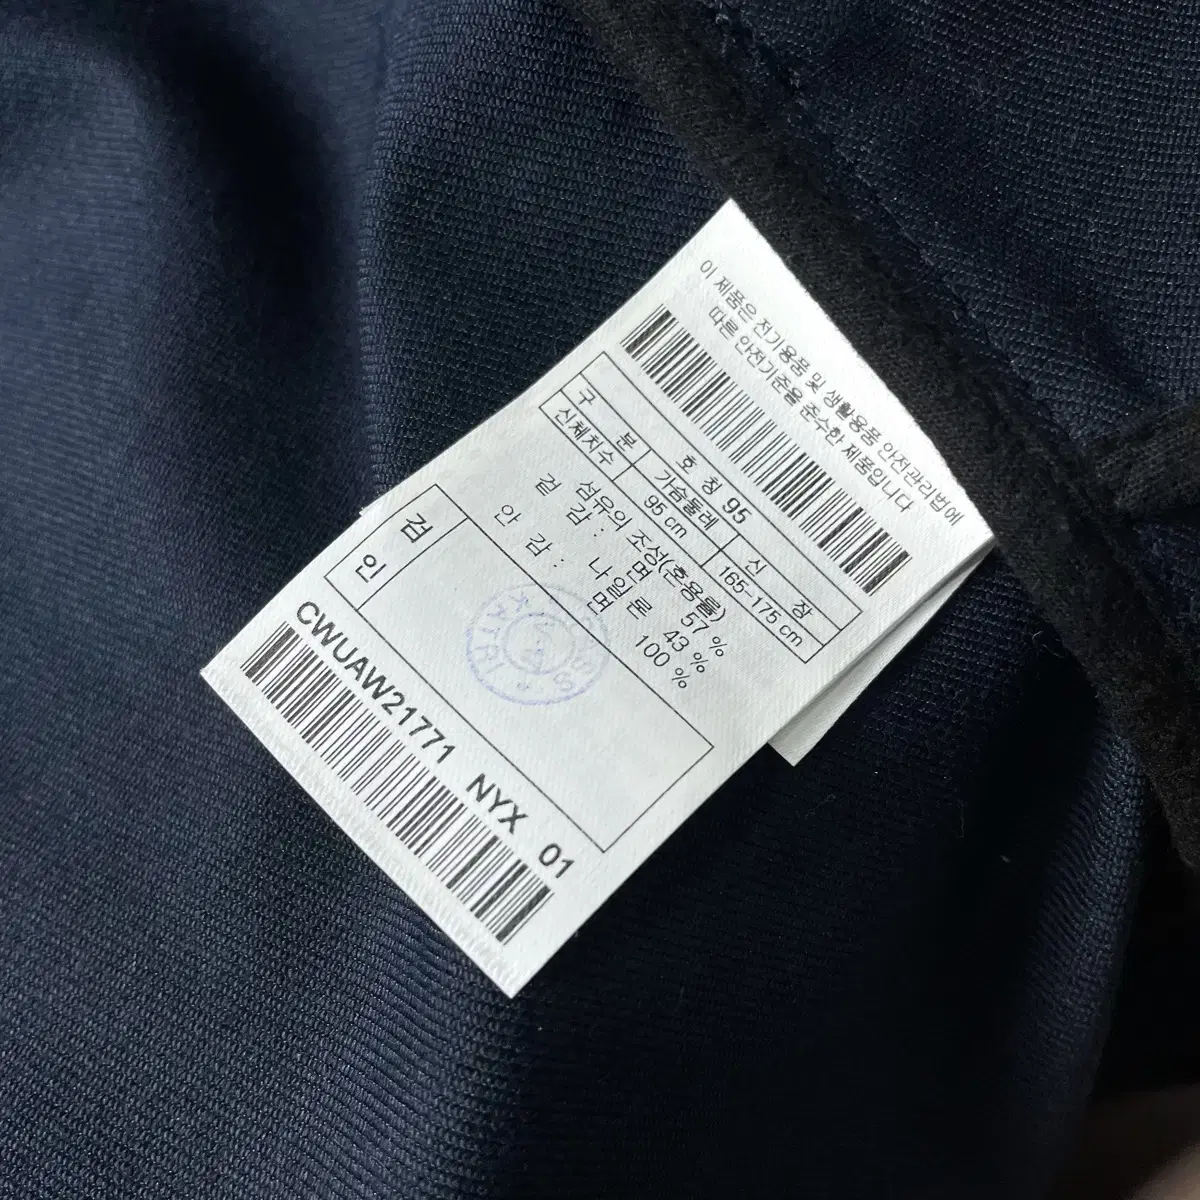 이 제품은 전기용품 및 생활용품 안전관리법에
따른 안전기준을 준수한 제품입니다
구 분 호 칭 95
신체치수 가슴둘레 신 장
95 cm 165-175 cm
섬유의 조성(혼용률)
겉 감 : 면 57 %
나일론 43 %
안 감 : 면 100 %
검 인
KATRI
CWUAW21771 NYX 01